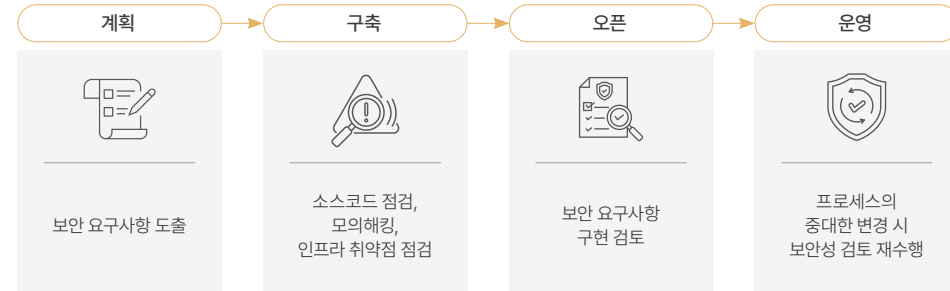 계획
구축
오픈
운영
보안 요구사항 도출
소스코드 점검,
모의해킹,
인프라 취약점 점검
보안 요구사항
구현 검토
프로세스의
중대한 변경 시
보안성 검토 재수행